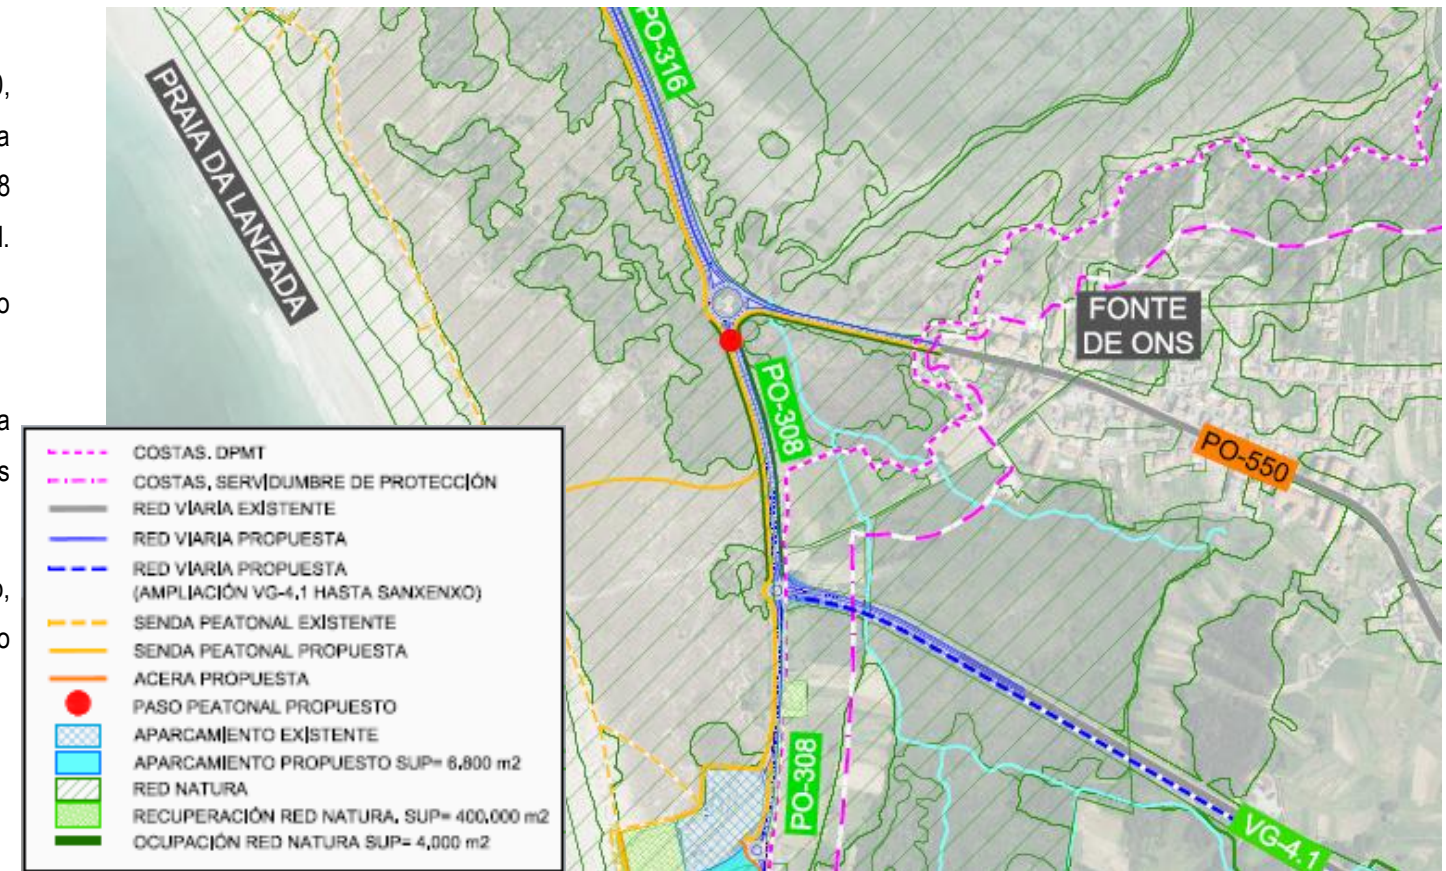 ),
a
8
l.
o
a
s
o,
o
PO-316
PRAIA DA LANZADA
FONTE
DE ONS
PO-308
PO-550
PO-308
VG-4.1
COSTAS. DPMT
COSTAS, SERVIDUMBRE DE PROTECCIÓN
RED VIARIA EXISTENTE
RED VIARIA PROPUESTA
RED VIARIA PROPUESTA
(AMPLIACIÓN VG-4.1 HASTA SANXENXO)
SENDA PEATONAL EXISTENTE
SENDA PEATONAL PROPUESTA
ACERA PROPUESTA
PASO PEATONAL PROPUESTO
APARCAMIENTO EXISTENTE
APARCAMIENTO PROPUESTO SUP= 6.800 m2
RED NATURA
RECUPERACIÓN RED NATURA. SUP= 400.000 m2
OCUPACIÓN RED NATURA SUP= 4.000 m2